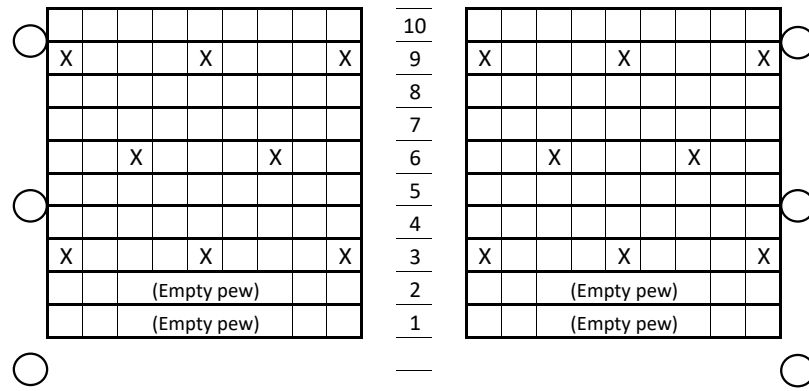 10
X X X 9 X X X
8
7
X X 6 X X
5
4
X X X 3 X X X
(Empty pew) 2 (Empty pew)
(Empty pew) 1 (Empty pew)